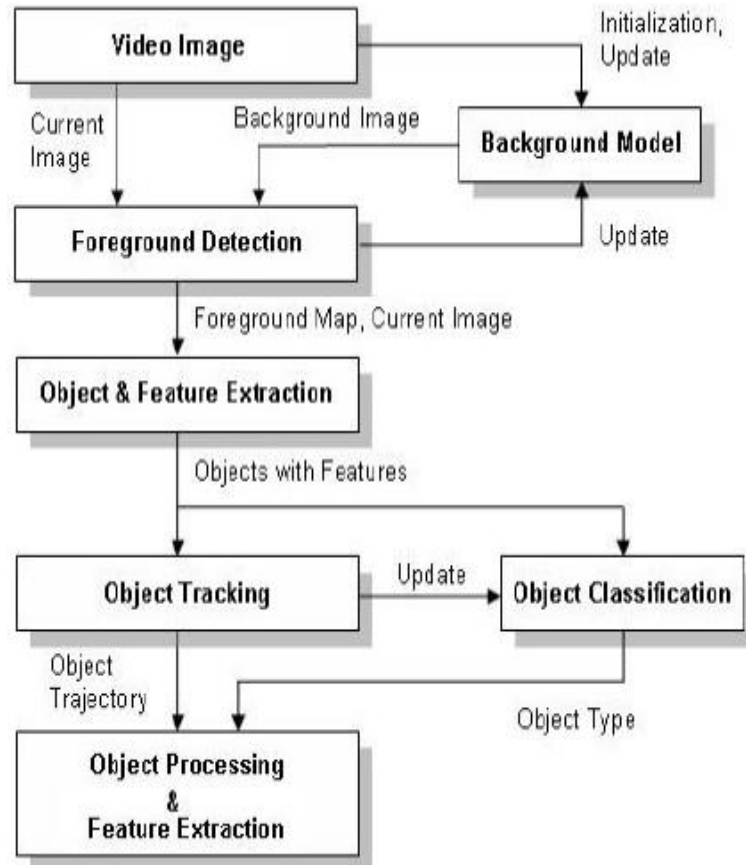 Video Image
Initialization,
Update
Current
Image
Background Image
Background Model
Foreground Detection
Update
Foreground Map, Current Image
Object & Feature Extraction
Objects with Features
Object Tracking
Update
Object Classification
Object
Trajectory
Object Type
Object Processing
&
Feature Extraction